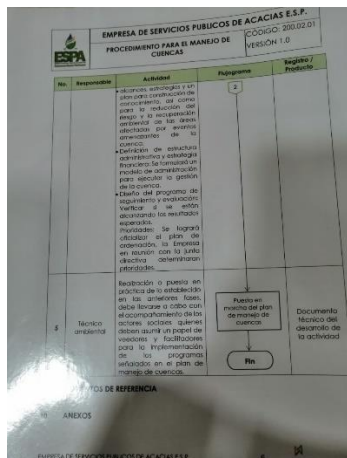 EMPRESA DE SERVICIOS PUBLICOS DE ACACIAS E.S.P.
ESPA
PROCEDIMIENTO PARA EL MANEJO DE
CUENCAS
CÓDIGO: 200.02.01
VERSIÓN 1.0
No. Responsable Actividad Flujograma Registro /
Producto
alcances, estrategias y un
plan para construcción de
conocimiento, así como
para la reducción del
riesgo y la recuperación
ambiental de las áreas
afectadas por eventos
amenazantes de la
cuenca.
•Definición de estructura
administrativa y estrategia
financiera. Se formulará un
modelo de administración
para ejecutar la gestión
de la cuenca.
•Diseño del programa de
seguimiento y evaluación:
Verificar si se están
alcanzando los resultados
esperados.
Prioridades: Se logrará
oficializar el plan de
ordenación, la Empresa
en reunión con la junta
directiva determinaran
prioridades.
2
5
Técnico
ambiental
Realización o puesta en
práctica de lo establecido
en las anteriores fases,
debe llevarse a cabo con
el acompañamiento de los
actores sociales quienes
deben asumir un papel de
veedores y facilitadores
para la implementación
de los programas
señalados en el plan de
manejo de cuencas.
Puesta en
marcha del plan
de manejo de
cuencas
Fin
Documento
técnico del
desarrollo de
la actividad
OS DE REFERENCIA
ANEXOS
EMPRESA DE SERVICIOS PUBLICOS DE ACACIAS E.S.P.